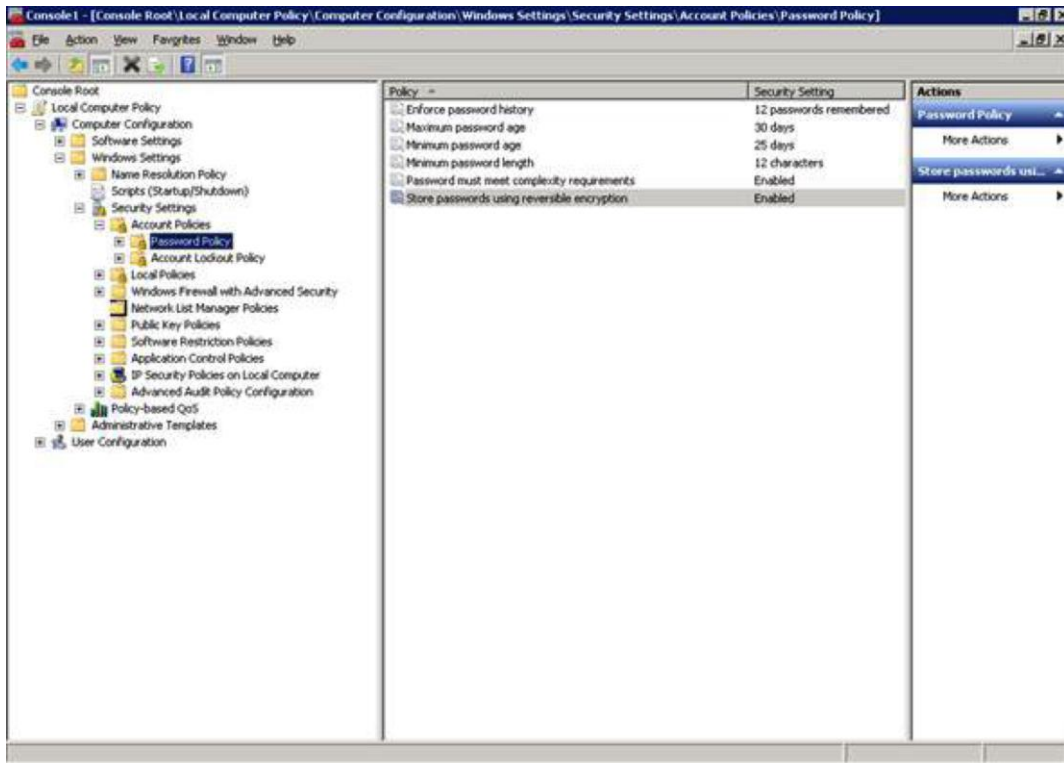 Console1 - [Console Root\Local Computer Policy\Computer Configuration\Windows Settings\Security Settings\Account Policies\Password Policy]
File Action View Favorites Window Help
Console Root
Local Computer Policy
Computer Configuration
Software Settings
Windows Settings
Name Resolution Policy
Scripts (Startup/Shutdown)
Security Settings
Account Policies
Password Policy
Account Lockout Policy
Local Policies
Windows Firewall with Advanced Security
Network List Manager Policies
Public Key Policies
Software Restriction Policies
Application Control Policies
IP Security Policies on Local Computer
Advanced Audit Policy Configuration
Policy-based QoS
Administrative Templates
User Configuration
Policy Security Setting
Enforce password history 12 passwords remembered
Maximum password age 30 days
Minimum password age 25 days
Minimum password length 12 characters
Password must meet complexity requirements Enabled
Store passwords using reversible encryption Enabled
Actions
Password Policy
More Actions
Store passwords usi...
More Actions